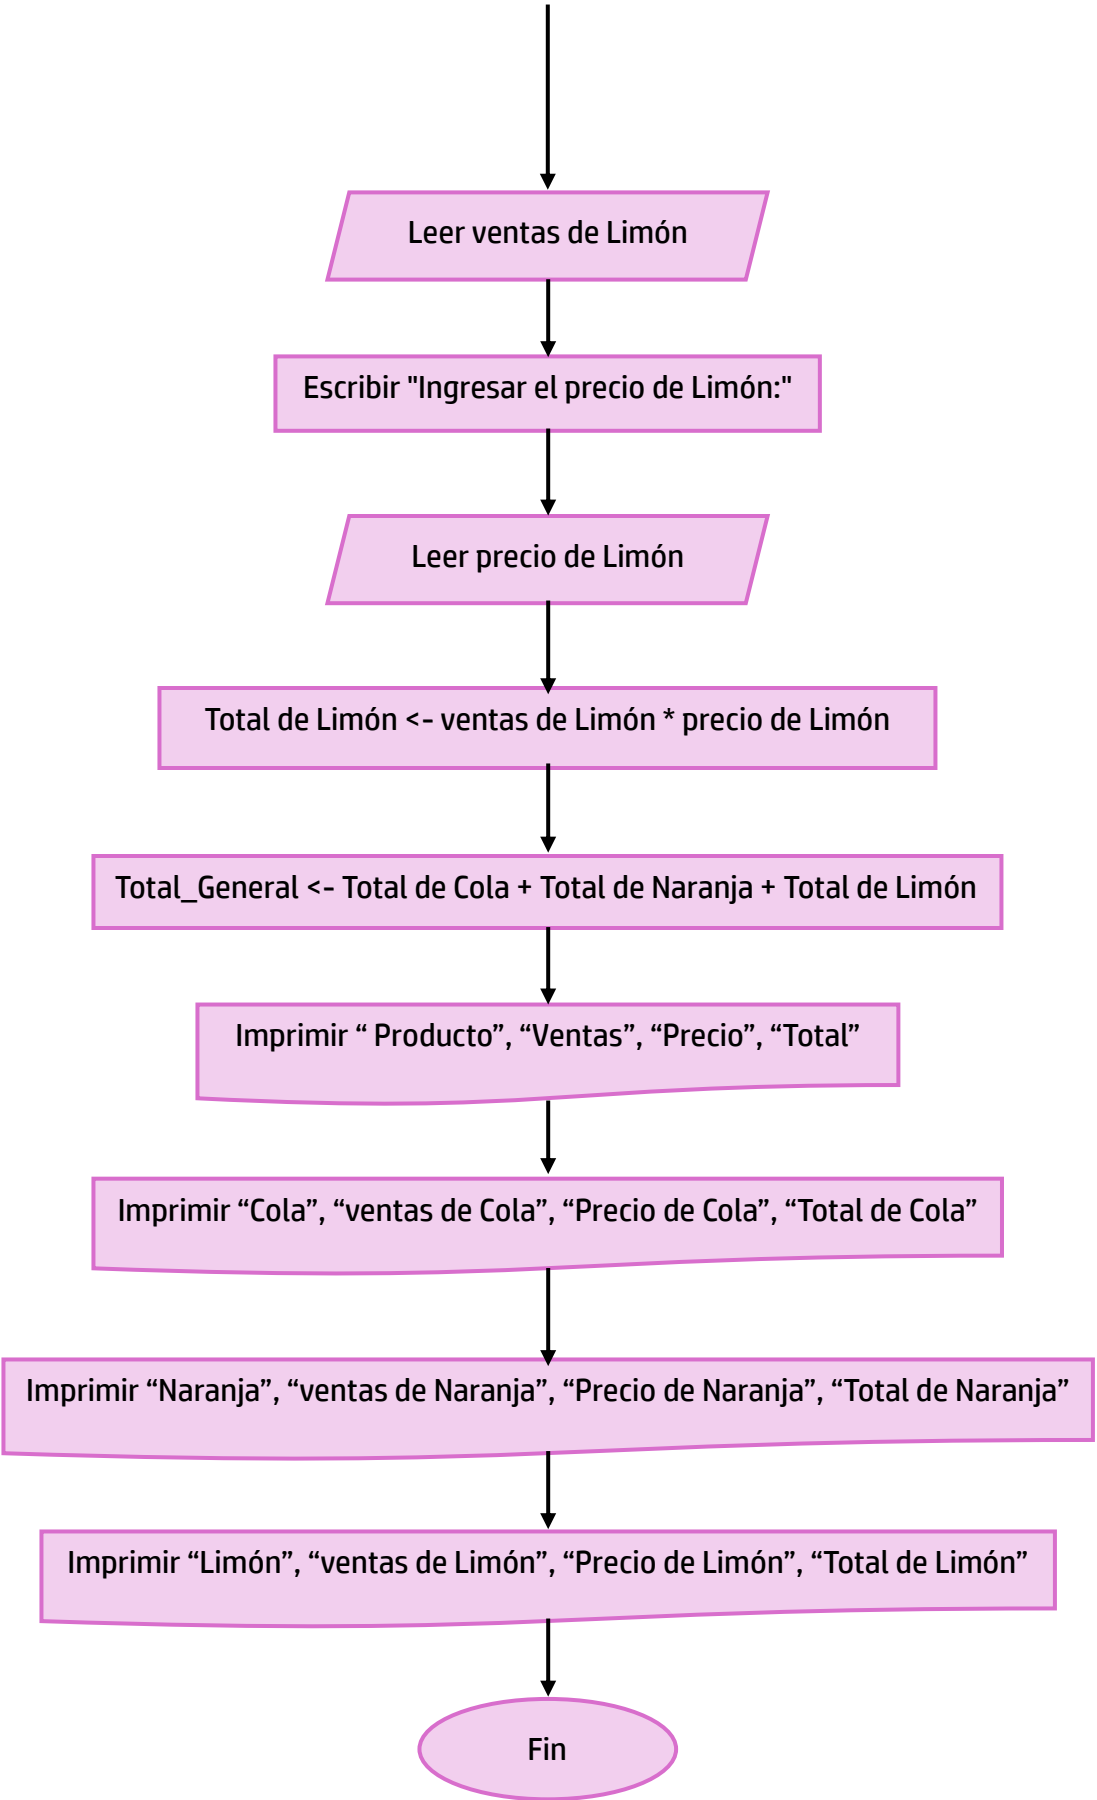 Leer ventas de Limón
Escribir "Ingresar el precio de Limón:"
Leer precio de Limón
Total de Limón <- ventas de Limón * precio de Limón
Total_General <- Total de Cola + Total de Naranja + Total de Limón
Imprimir “ Producto”, “Ventas”, “Precio”, “Total”
Imprimir “Cola”, “ventas de Cola”, “Precio de Cola”, “Total de Cola”
Imprimir “Naranja”, “ventas de Naranja”, “Precio de Naranja”, “Total de Naranja”
Imprimir “Limón”, “ventas de Limón”, “Precio de Limón”, “Total de Limón”
Fin